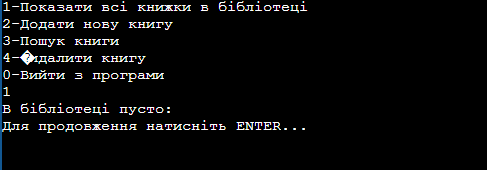 1-Показати всі книжки в бібліотеці
2-Додати нову книгу
3-Пошук книги
4-�идалити книгу
0-Вийти з програми
1
В бібліотеці пусто:
Для продовження натисніть ENTER...